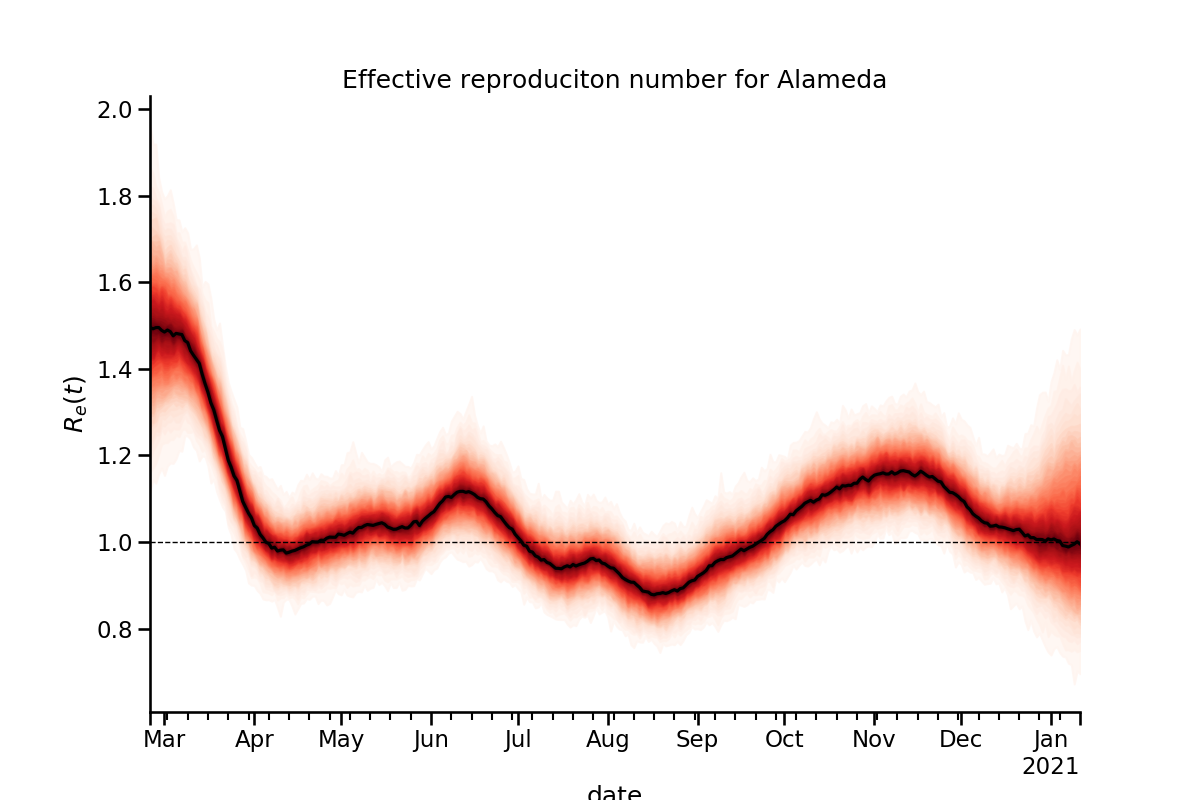 Effective reproduciton number for Alameda
2.0
1.8
1.6
1.4
1.2
1.0
0.8
Re(t)
Mar Apr May Jun Jul Aug Sep Oct Nov Dec Jan
2021
date